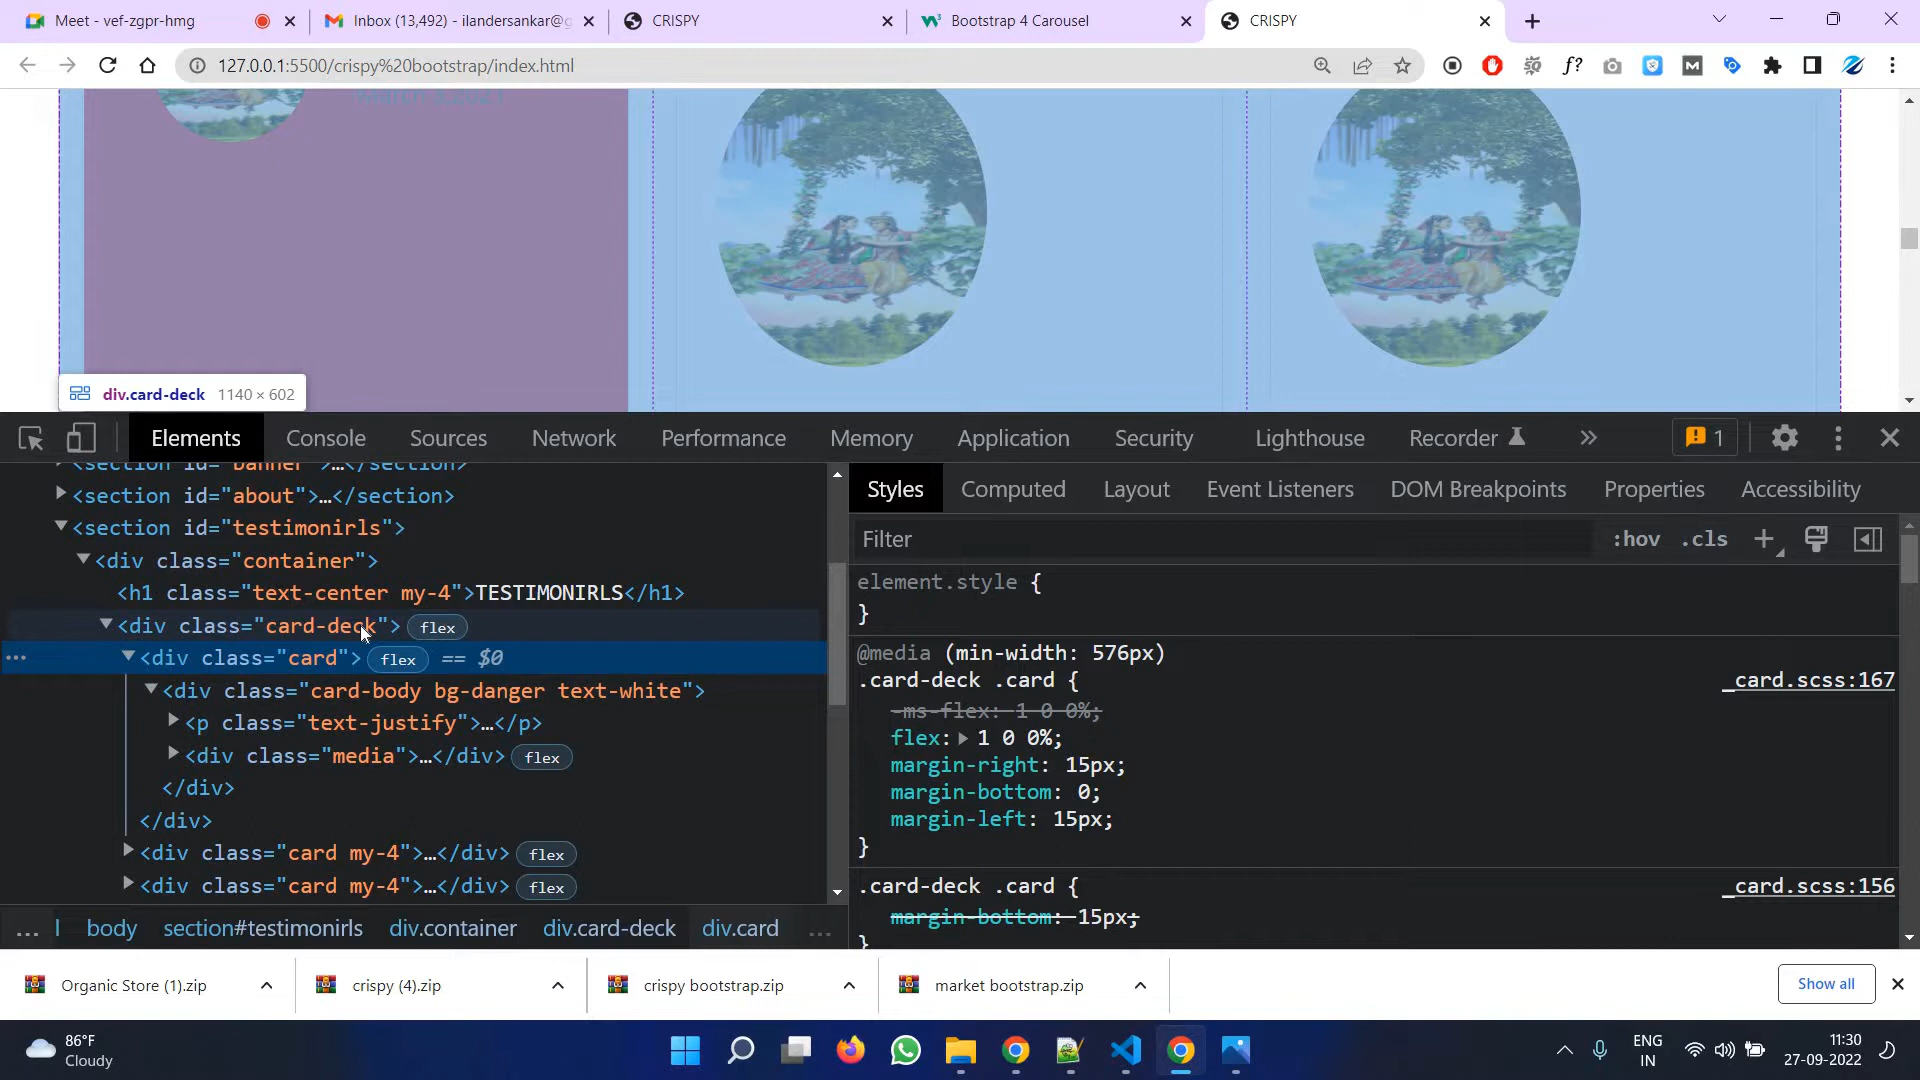 Meet - vef-zgpr-hmg
Inbox (13,492) - ilandersankar@g
CRISPY
Bootstrap 4 Carousel
CRISPY
127.0.0.1:5500/crispy%20bootstrap/index.html
March 3,2021
div.card-deck 1140 × 602
Elements Console Sources Network Performance Memory Application Security Lighthouse Recorder 1
<section id="banner">…</section>
<section id="about">…</section>
<section id="testimonirls">
<div class="container">
<h1 class="text-center my-4">TESTIMONIRLS</h1>
<div class="card-deck"> flex
<div class="card"> flex == $0
<div class="card-body bg-danger text-white">
<p class="text-justify">…</p>
<div class="media">…</div> flex
</div>
</div>
<div class="card my-4">…</div> flex
<div class="card my-4">…</div> flex
... l body section#testimonirls div.container div.card-deck div.card ...
Styles Computed Layout Event Listeners DOM Breakpoints Properties Accessibility
Filter :hov .cls
element.style {
}
@media (min-width: 576px)
.card-deck .card { _card.scss:167
-ms-flex: 1 0 0%;
flex: 1 0 0%;
margin-right: 15px;
margin-bottom: 0;
margin-left: 15px;
}
.card-deck .card { _card.scss:156
margin-bottom: 15px;
}
Organic Store (1).zip
crispy (4).zip
crispy bootstrap.zip
market bootstrap.zip
Show all
86°F
Cloudy
ENG
IN
11:30
27-09-2022